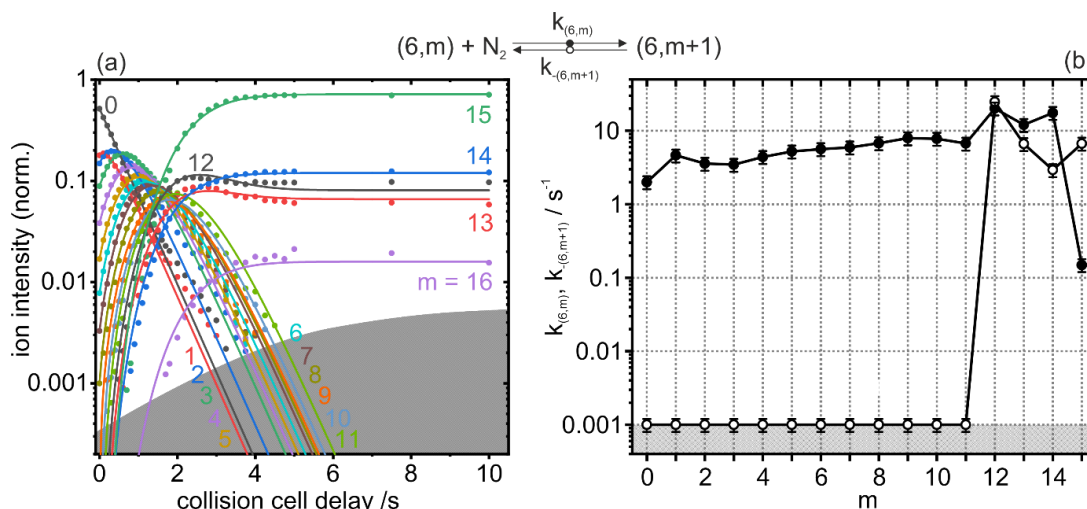 k(6,m)
(6,m) + N2 (6,m+1)
k-(6,m+1)
(a)
ion intensity (norm.)
1
0.1
0.01
0.001
0
15
14
12
13
m = 16
1
2
3
4
5
6
7
8
9
10
11
0 2 4 6 8 10
collision cell delay /s
(b)
k(6,m), k-(6,m+1) / s-1
10
1
0.1
0.01
0.001
0 2 4 6 8 10 12 14
m